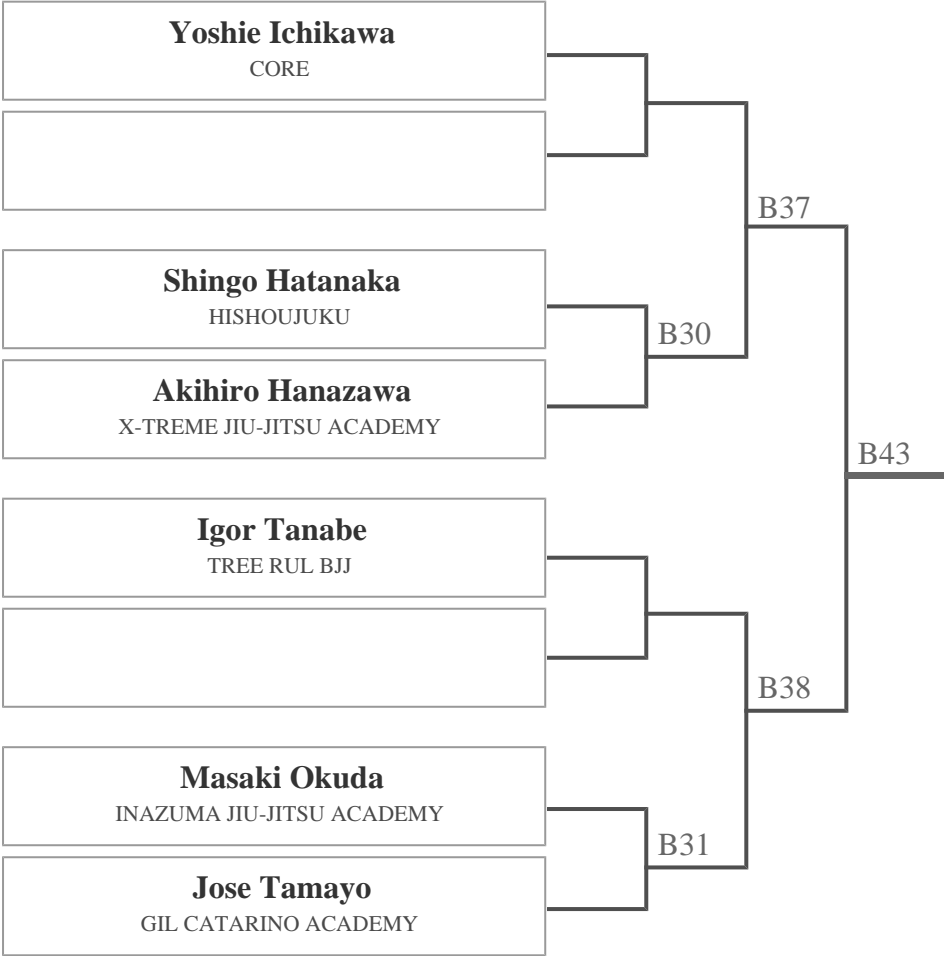 Yoshie Ichikawa
CORE
B37
Shingo Hatanaka
HISHOUJUKU
B30
Akihiro Hanazawa
X-TREME JIU-JITSU ACADEMY
B43
Igor Tanabe
TREE RUL BJJ
B38
Masaki Okuda
INAZUMA JIU-JITSU ACADEMY
B31
Jose Tamayo
GIL CATARINO ACADEMY